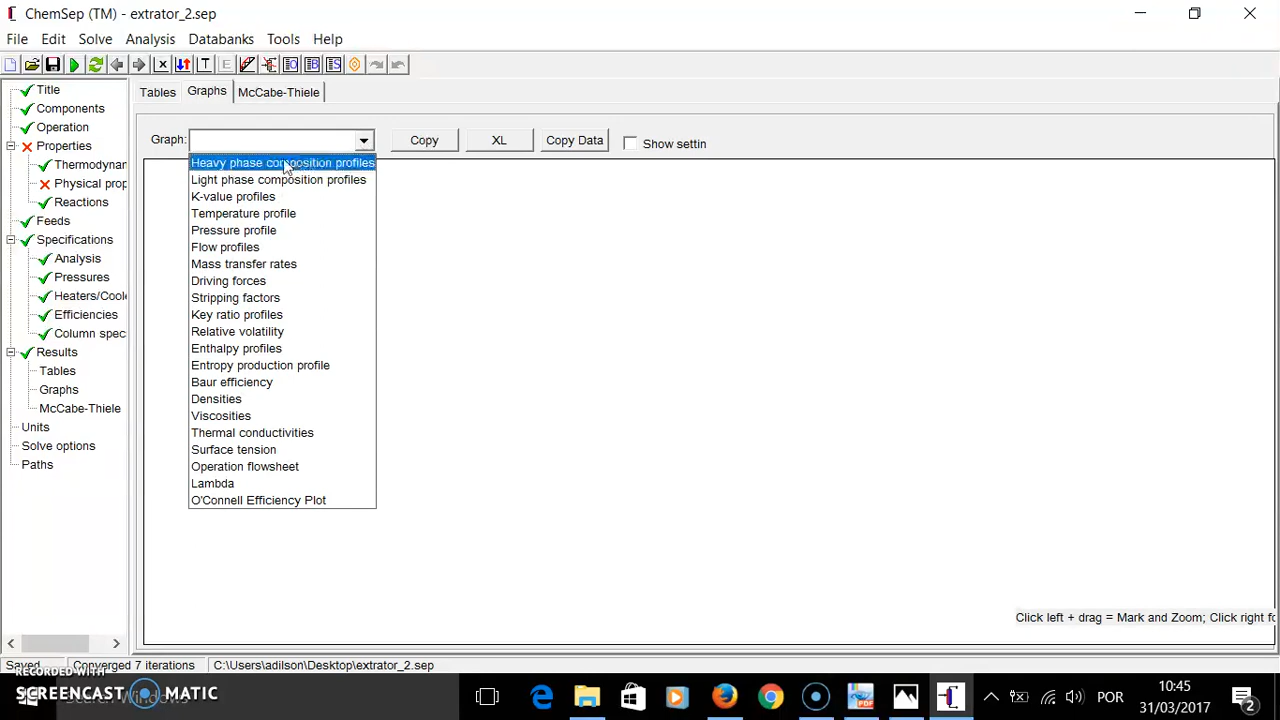 ChemSep (TM) - extrator_2.sep
File Edit Solve Analysis Databanks Tools Help
Title
Components
Operation
Properties
Thermodynar
Physical prop
Reactions
Feeds
Specifications
Analysis
Pressures
Heaters/Coole
Efficiencies
Column spec
Results
Tables
Graphs
McCabe-Thiele
Units
Solve options
Paths
Tables Graphs McCabe-Thiele
Graph: Copy XL Copy Data Show settin
Heavy phase composition profiles
Light phase composition profiles
K-value profiles
Temperature profile
Pressure profile
Flow profiles
Mass transfer rates
Driving forces
Stripping factors
Key ratio profiles
Relative volatility
Enthalpy profiles
Entropy production profile
Baur efficiency
Densities
Viscosities
Thermal conductivities
Surface tension
Operation flowsheet
Lambda
O'Connell Efficiency Plot
Click left + drag = Mark and Zoom; Click right fo
Saved Converged 7 iterations C:\Users\adilson\Desktop\extrator_2.sep
RECORDED WITH
SCREENCAST MATIC
POR
10:45
31/03/2017
2